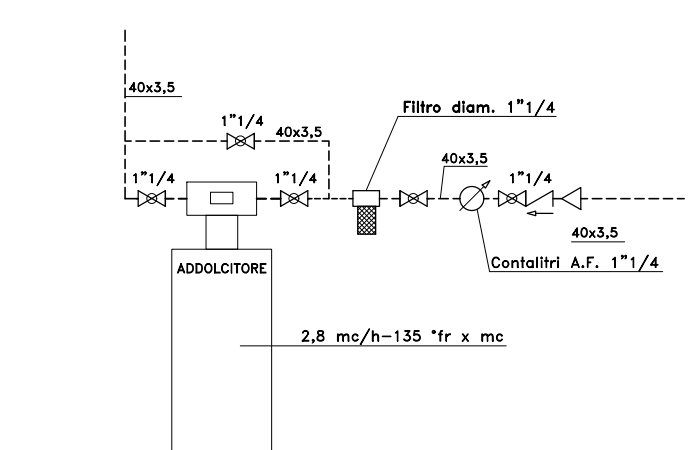 40x3,5
Filtro diam. 1"1/4
1"1/4
40x3,5
40x3,5
1"1/4
1"1/4
1"1/4
40x3,5
ADDOLCITORE
Contalitri A.F. 1"1/4
2,8 mc/h-135 °fr x mc